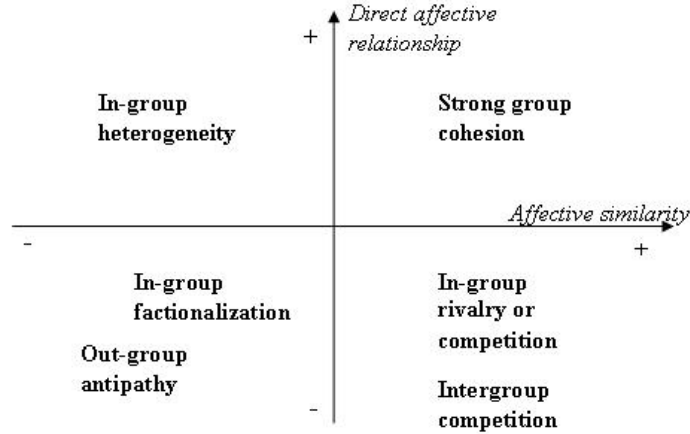 Direct affective
relationship
+
In-group
heterogeneity
Strong group
cohesion
Affective similarity
-
+
In-group
factionalization
In-group
rivalry or
competition
Out-group
antipathy
Intergroup
competition
-